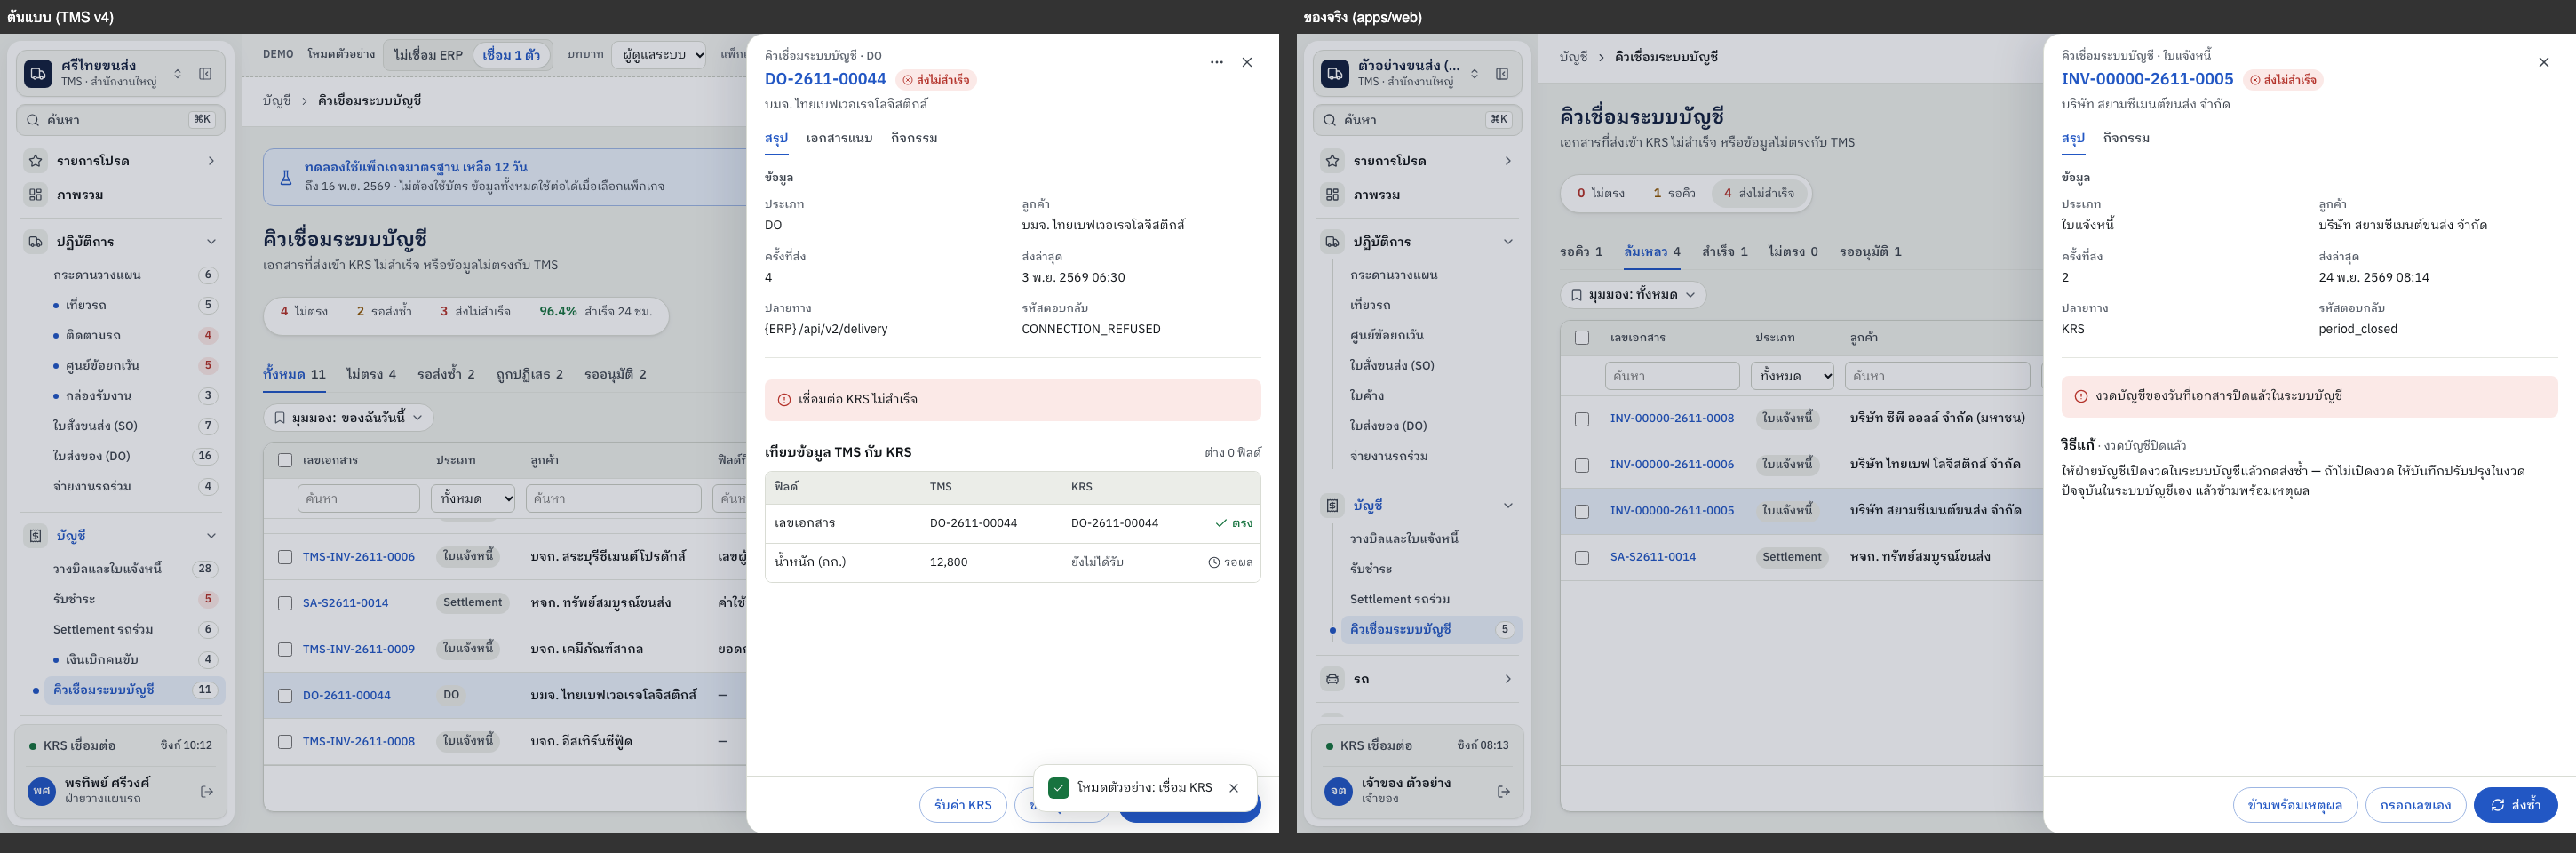 ต้นแบบ (TMS v4)
ศรีไทยขนส่ง
TMS · สำนักงานใหญ่
ค้นหา ⌘K
รายการโปรด
ภาพรวม
ปฏิบัติการ
กระดานวางแผน 6
เที่ยวรถ 5
ติดตามรถ 4
ศูนย์ข้อยกเว้น 5
กล่องรับงาน 3
ใบสั่งขนส่ง (SO) 7
ใบส่งของ (DO) 16
จ่ายงานรถร่วม 4
บัญชี
วางบิลและใบแจ้งหนี้ 28
รับชำระ 5
Settlement รถร่วม 6
เงินเบิกคนขับ 4
คิวเชื่อมระบบบัญชี 11
KRS เชื่อมต่อ ซิงก์ 10:12
พศ พรทิพย์ ศรีวงศ์
ฝ่ายวางแผนรถ
DEMO โหมดตัวอย่าง ไม่เชื่อม ERP เชื่อม 1 ตัว บทบาท ผู้ดูแลระบบ
บัญชี > คิวเชื่อมระบบบัญชี
ทดลองใช้แพ็กเกจมาตรฐาน เหลือ 12 วัน
ถึง 16 พ.ย. 2569 · ไม่ต้องใช้บัตร ข้อมูลทั้งหมดใช้ต่อได้เมื่อเลือกแพ็กเกจ
คิวเชื่อมระบบบัญชี
เอกสารที่ส่งเข้า KRS ไม่สำเร็จ หรือข้อมูลไม่ตรงกับ TMS
4 ไม่ตรง 2 รอส่งซ้ำ 3 ส่งไม่สำเร็จ 96.4% สำเร็จ 24 ชม.
ทั้งหมด 11 ไม่ตรง 4 รอส่งซ้ำ 2 ถูกปฏิเสธ 2 รออนุมัติ 2
มุมมอง: ของฉันวันนี้
เลขเอกสาร ประเภท ลูกค้า
ค้นหา ทั้งหมด ค้นหา
TMS-INV-2611-0006 ใบแจ้งหนี้ บจก. สระบุรีซีเมนต์โปรดักส์
SA-S2611-0014 Settlement หจก. ทรัพย์สมบูรณ์ขนส่ง
TMS-INV-2611-0009 ใบแจ้งหนี้ บจก. เคมีภัณฑ์สากล
DO-2611-00044 DO บมจ. ไทยเบฟเวอเรจโลจิสติกส์ —
TMS-INV-2611-0008 ใบแจ้งหนี้ บจก. อีสเทิร์นซีฟู้ด —
คิวเชื่อมระบบบัญชี · DO
DO-2611-00044 ส่งไม่สำเร็จ
บมจ. ไทยเบฟเวอเรจโลจิสติกส์
สรุป เอกสารแนบ กิจกรรม
ข้อมูล
ประเภท ลูกค้า
DO บมจ. ไทยเบฟเวอเรจโลจิสติกส์
ครั้งที่ส่ง ส่งล่าสุด
4 3 พ.ย. 2569 06:30
ปลายทาง รหัสตอบกลับ
{ERP} /api/v2/delivery CONNECTION_REFUSED
เชื่อมต่อ KRS ไม่สำเร็จ
เทียบข้อมูล TMS กับ KRS ต่าง 0 ฟิลด์
ฟิลด์ TMS KRS
เลขเอกสาร DO-2611-00044 DO-2611-00044 ตรง
น้ำหนัก (กก.) 12,800 ยังไม่ได้รับ รอผล
รับค่า KRS
โหมดตัวอย่าง: เชื่อม KRS
ของจริง (apps/web)
ตัวอย่างขนส่ง (...
TMS · สำนักงานใหญ่
ค้นหา ⌘K
รายการโปรด
ภาพรวม
ปฏิบัติการ
กระดานวางแผน
เที่ยวรถ
ศูนย์ข้อยกเว้น
ใบสั่งขนส่ง (SO)
ใบค้าง
ใบส่งของ (DO)
จ่ายงานรถร่วม
บัญชี
วางบิลและใบแจ้งหนี้
รับชำระ
Settlement รถร่วม
คิวเชื่อมระบบบัญชี 5
รถ
KRS เชื่อมต่อ ซิงก์ 08:13
จต เจ้าของ ตัวอย่าง
เจ้าของ
บัญชี > คิวเชื่อมระบบบัญชี
คิวเชื่อมระบบบัญชี
เอกสารที่ส่งเข้า KRS ไม่สำเร็จ หรือข้อมูลไม่ตรงกับ TMS
0 ไม่ตรง 1 รอคิว 4 ส่งไม่สำเร็จ
รอคิว 1 ล้มเหลว 4 สำเร็จ 1 ไม่ตรง 0 รออนุมัติ 1
มุมมอง: ทั้งหมด
เลขเอกสาร ประเภท ลูกค้า
ค้นหา ทั้งหมด ค้นหา
INV-00000-2611-0008 ใบแจ้งหนี้ บริษัท ซีพี ออลล์ จำกัด (มหาชน)
INV-00000-2611-0006 ใบแจ้งหนี้ บริษัท ไทยเบฟ โลจิสติกส์ จำกัด
INV-00000-2611-0005 ใบแจ้งหนี้ บริษัท สยามซีเมนต์ขนส่ง จำกัด
SA-S2611-0014 Settlement หจก. ทรัพย์สมบูรณ์ขนส่ง
คิวเชื่อมระบบบัญชี · ใบแจ้งหนี้
INV-00000-2611-0005 ส่งไม่สำเร็จ
บริษัท สยามซีเมนต์ขนส่ง จำกัด
สรุป กิจกรรม
ข้อมูล
ประเภท ลูกค้า
ใบแจ้งหนี้ บริษัท สยามซีเมนต์ขนส่ง จำกัด
ครั้งที่ส่ง ส่งล่าสุด
2 24 พ.ย. 2569 08:14
ปลายทาง รหัสตอบกลับ
KRS period_closed
งวดบัญชีของวันที่เอกสารปิดแล้วในระบบบัญชี
วิธีแก้ · งวดบัญชีปิดแล้ว
ให้ฝ่ายบัญชีเปิดงวดในระบบบัญชีแล้วกดส่งซ้ำ — ถ้าไม่เปิดงวด ให้บันทึกปรับปรุงในงวด
ปัจจุบันในระบบบัญชีเอง แล้วข้ามพร้อมเหตุผล
ข้ามพร้อมเหตุผล กรอกเลขเอง ส่งซ้ำ